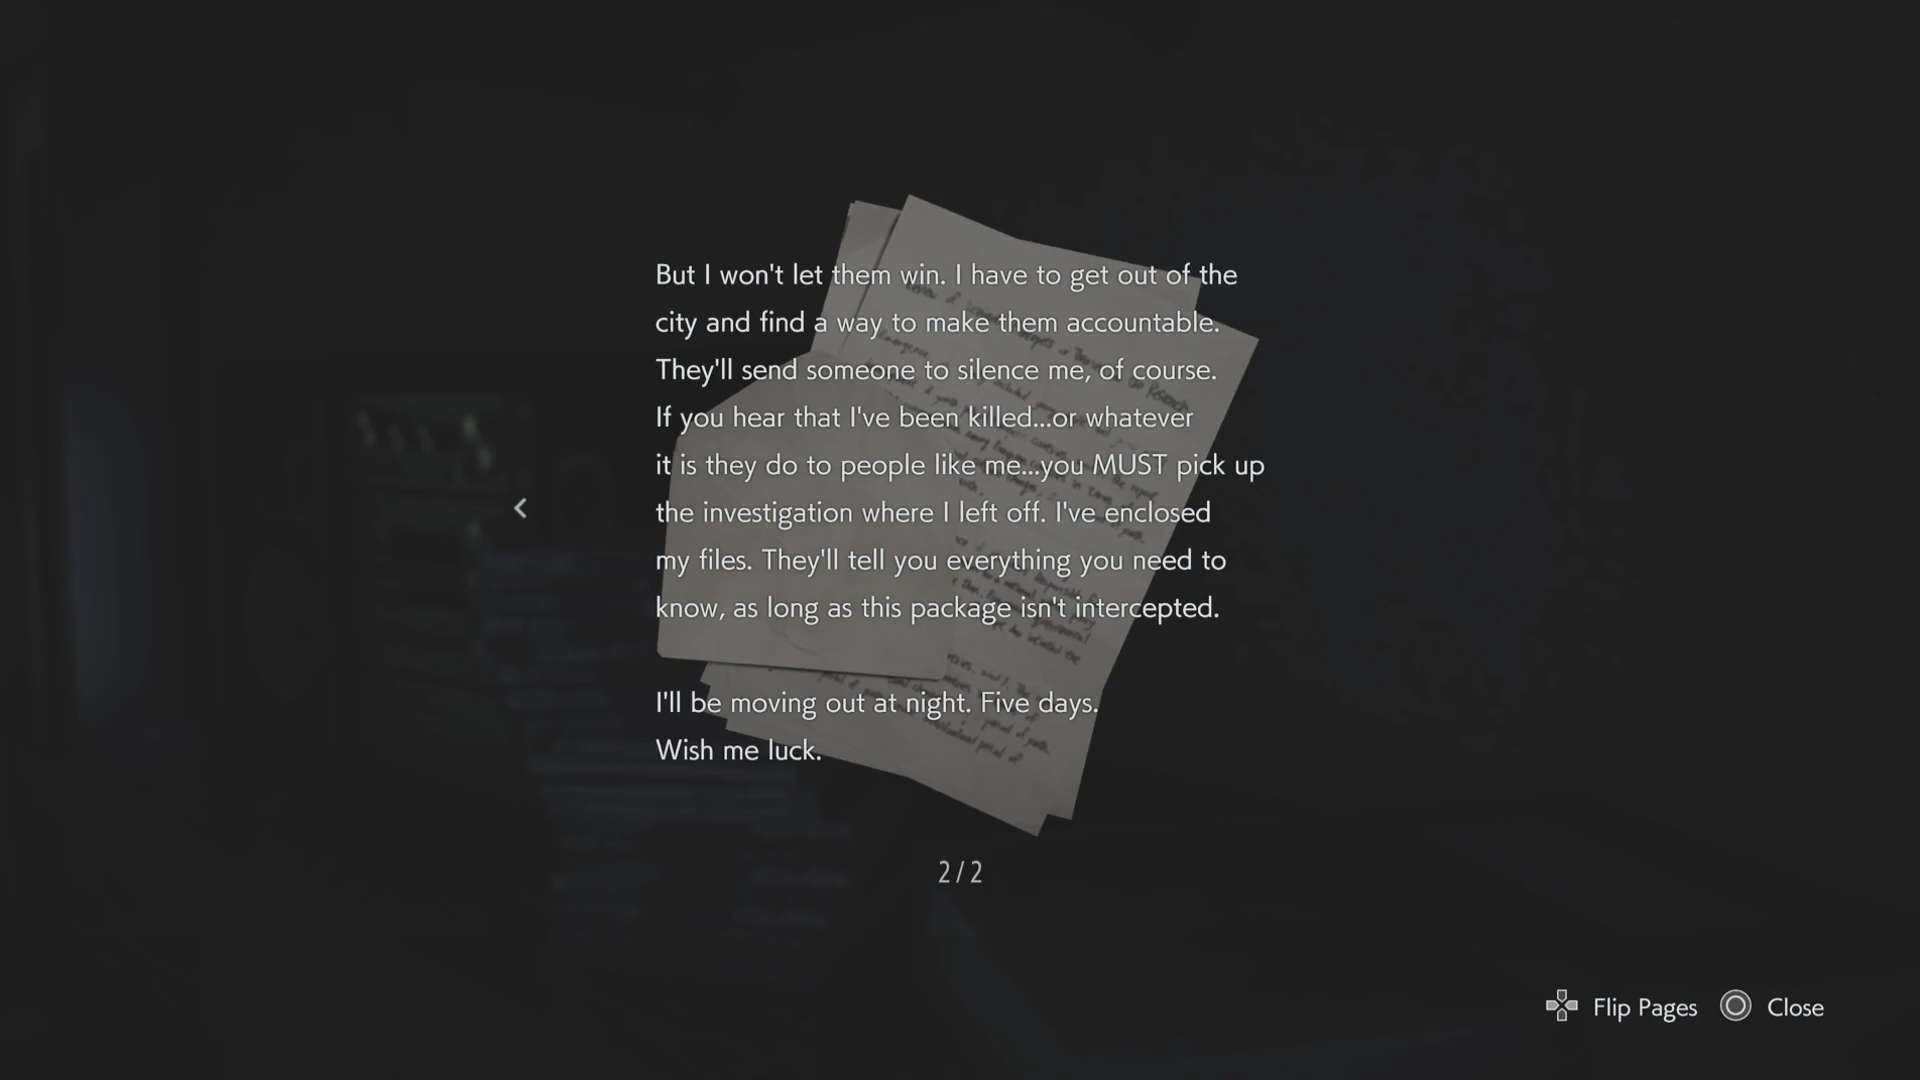 But I won't let them win. I have to get out of the
city and find a way to make them accountable.
They'll send someone to silence me, of course.
If you hear that I've been killed...or whatever
it is they do to people like me...you MUST pick up
the investigation where I left off. I've enclosed
my files. They'll tell you everything you need to
know, as long as this package isn't intercepted.
I'll be moving out at night. Five days.
Wish me luck.
2 / 2
Flip Pages
Close